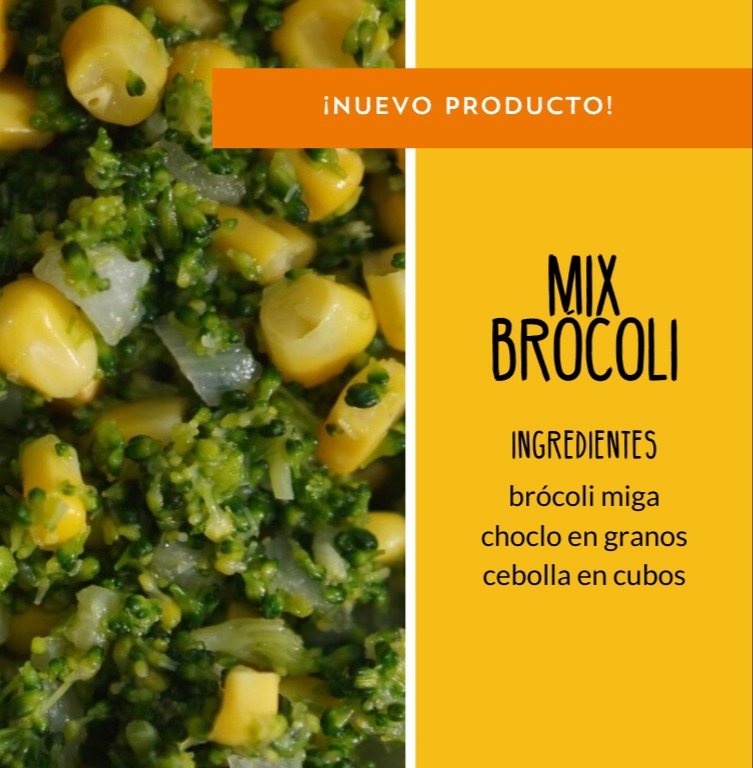 ¡NUEVO PRODUCTO!
MIX
BRÓCOLI
INGREDIENTES
brócoli miga
choclo en granos
cebolla en cubos